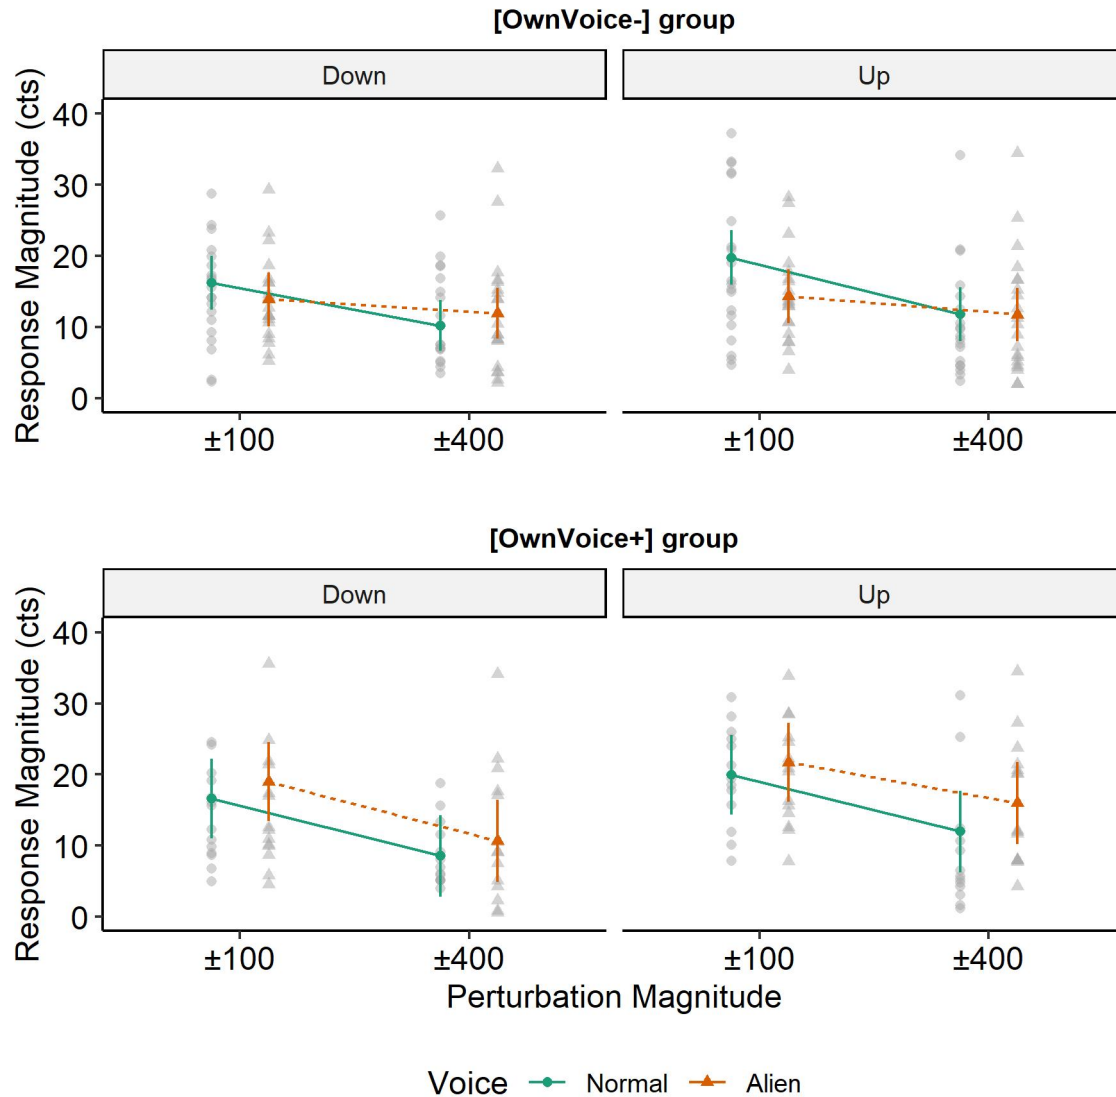 [OwnVoice-] group
Down Up
Response Magnitude (cts)
40
30
20
10
0
±100 ±400 ±100 ±400
[OwnVoice+] group
Down Up
Response Magnitude (cts)
40
30
20
10
0
±100 ±400 ±100 ±400
Perturbation Magnitude
Voice Normal Alien